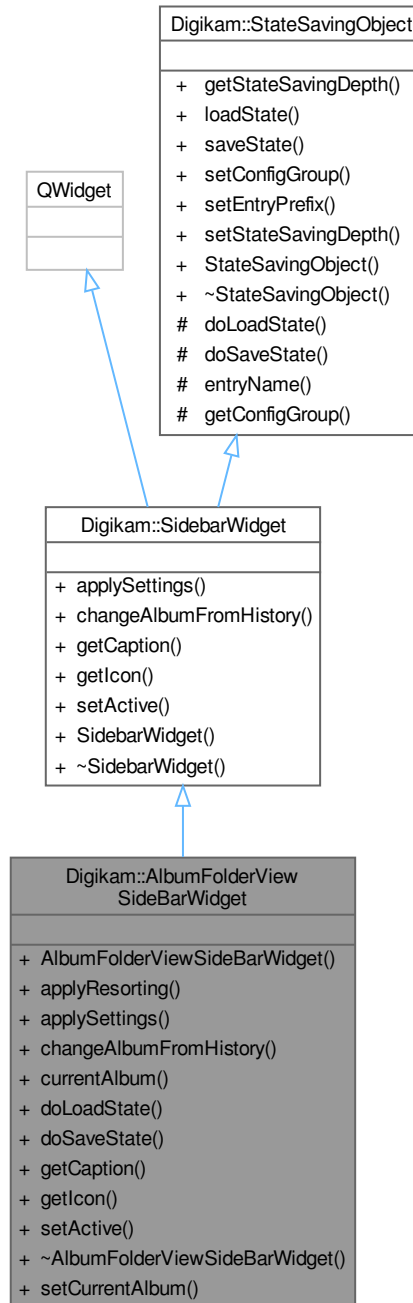 Digikam::StateSavingObject
+ getStateSavingDepth()
+ loadState()
+ saveState()
+ setConfigGroup()
+ setEntryPrefix()
+ setStateSavingDepth()
+ StateSavingObject()
+ ~StateSavingObject()
# doLoadState()
# doSaveState()
# entryName()
# getConfigGroup()
QWidget
Digikam::SidebarWidget
+ applySettings()
+ changeAlbumFromHistory()
+ getCaption()
+ getIcon()
+ setActive()
+ SidebarWidget()
+ ~SidebarWidget()
Digikam::AlbumFolderView
SideBarWidget
+ AlbumFolderViewSideBarWidget()
+ applyResorting()
+ applySettings()
+ changeAlbumFromHistory()
+ currentAlbum()
+ doLoadState()
+ doSaveState()
+ getCaption()
+ getIcon()
+ setActive()
+ ~AlbumFolderViewSideBarWidget()
+ setCurrentAlbum()